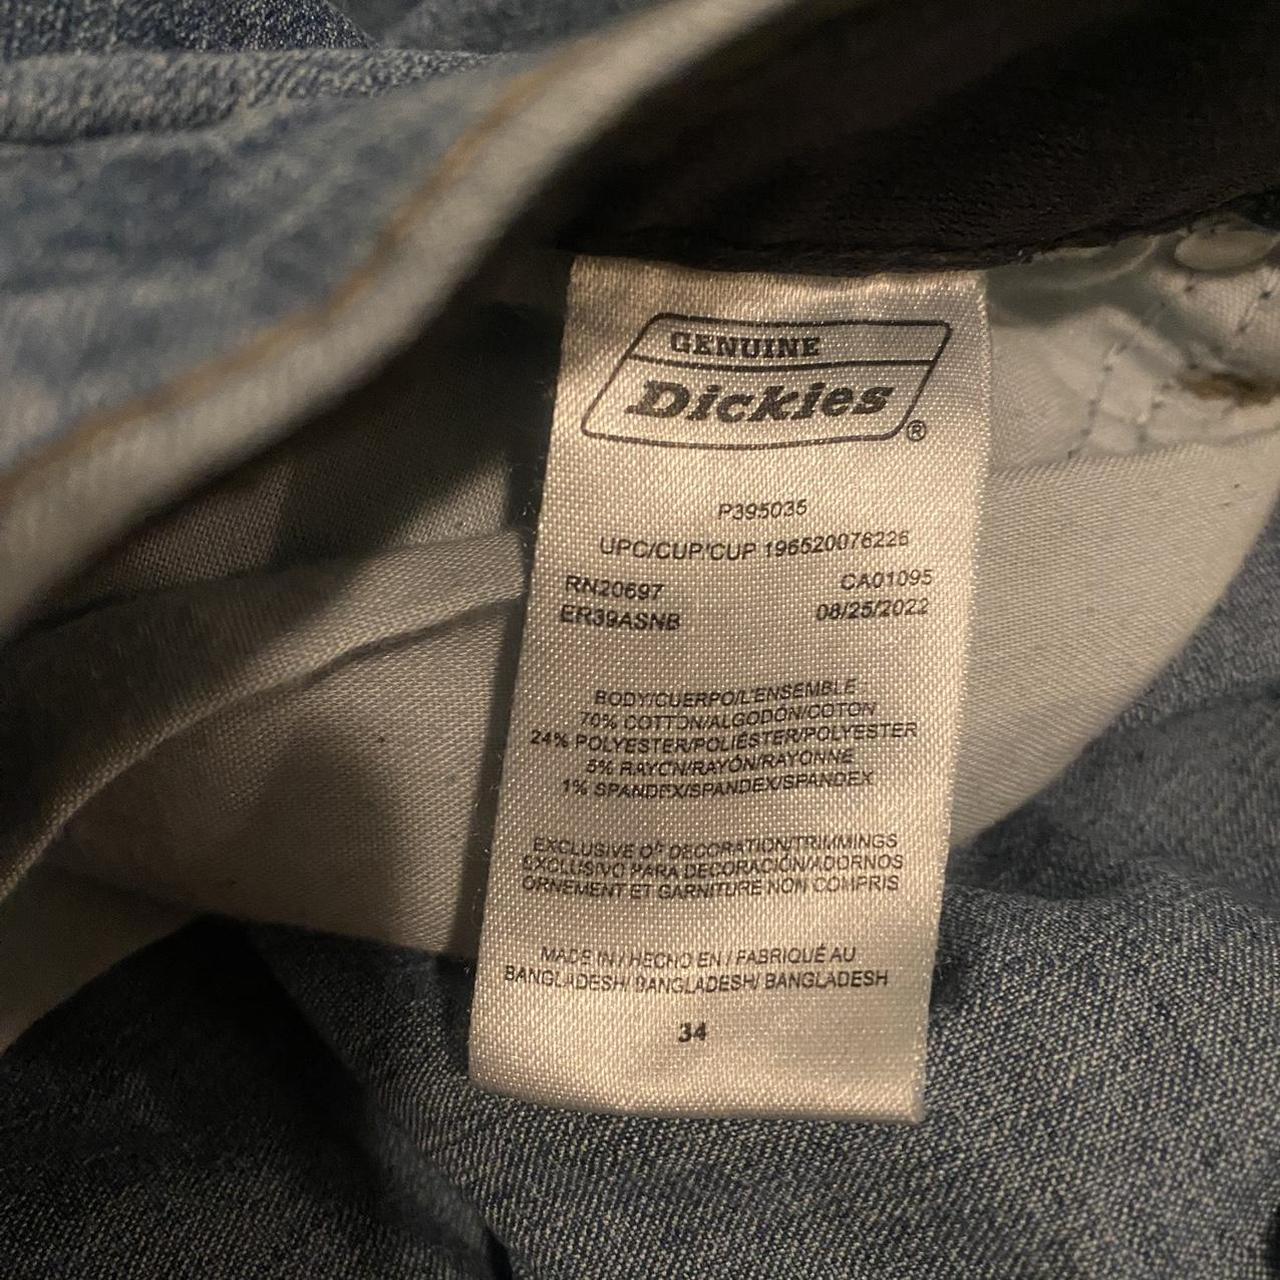 GENUINE
Dickies®
P395035
UPC/CUP/CUP 196520076226
RN20697 CA01095
ER39ASNB 08/25/2022
BODY/CUERPO/L'ENSEMBLE
70% COTTON/ALGODÓN/COTON
24% POLYESTER/POLIÉSTER/POLYESTER
5% RAYON/RAYÓN/RAYONNE
1% SPANDEX/SPANDEX/SPANDEX
EXCLUSIVE OF DECORATION/TRIMMINGS
EXCLUSIVO PARA DECORACIÓN/ADORNOS
ORNEMENT ET GARNITURE NON COMPRIS
MADE IN / HECHO EN / FABRIQUÉ AU
BANGLADESH/ BANGLADESH/ BANGLADESH
34